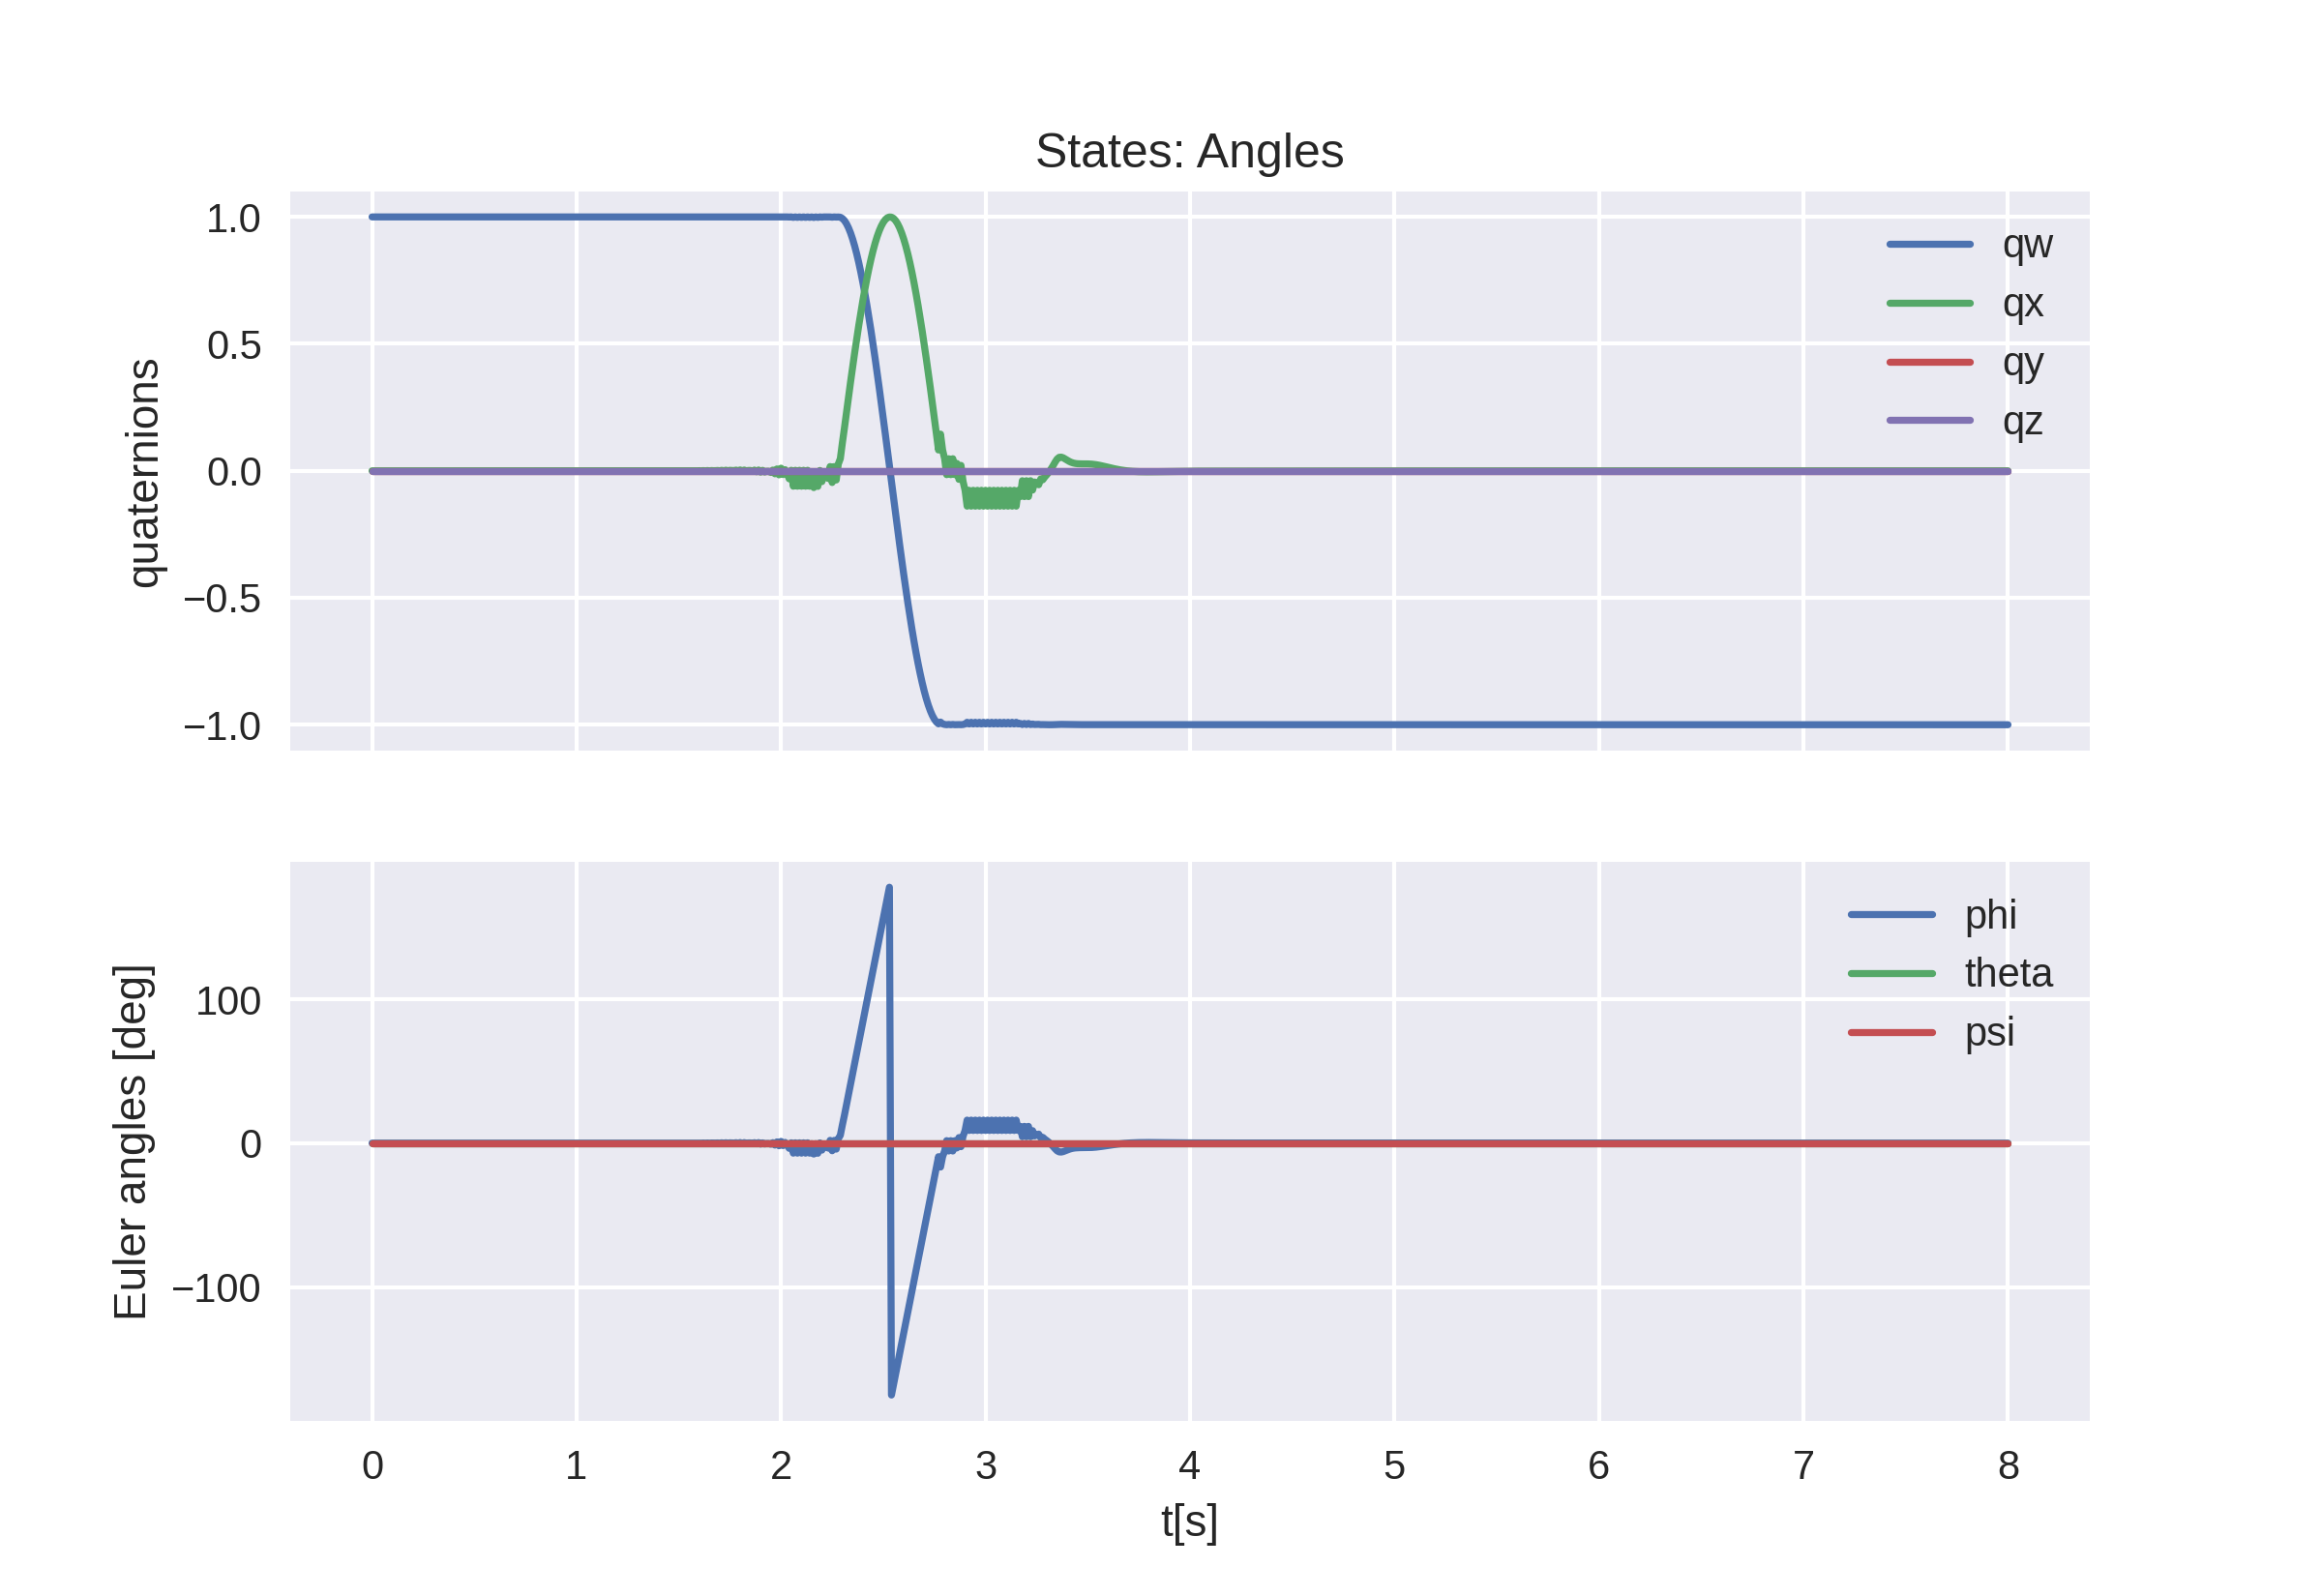 States: Angles
quaternions
1.0
0.5
0.0
−0.5
−1.0
qw
qx
qy
qz
Euler angles [deg]
100
0
−100
phi
theta
psi
0 1 2 3 4 5 6 7 8
t[s]